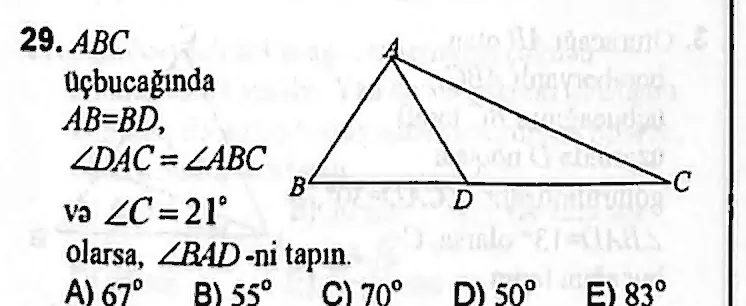 29. ABC
üçbucağında
AB=BD,
∠DAC = ∠ABC
və ∠C = 21°
olarsa, ∠BAD -ni tapın.
A) 67° B) 55° C) 70° D) 50° E) 83°
A
B
D
C